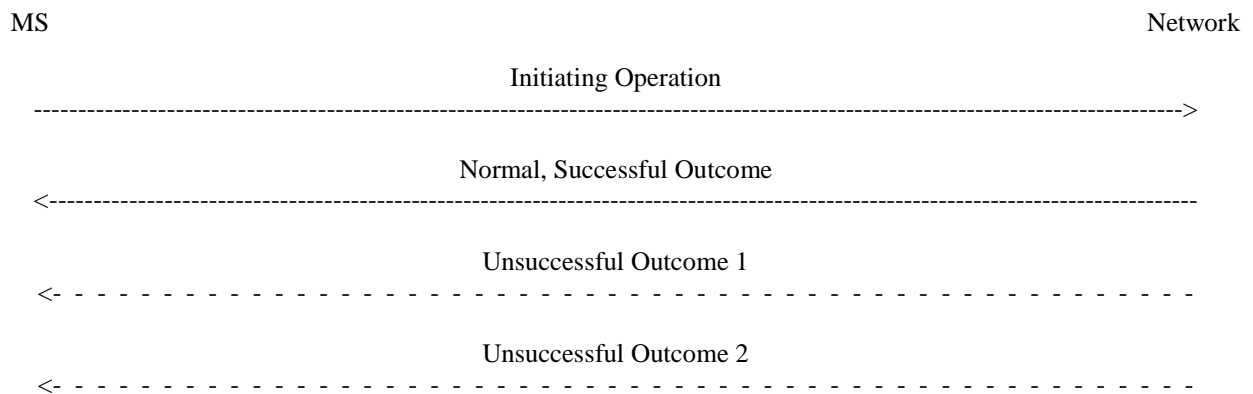 MS Network
Initiating Operation
Normal, Successful Outcome
Unsuccessful Outcome 1
Unsuccessful Outcome 2